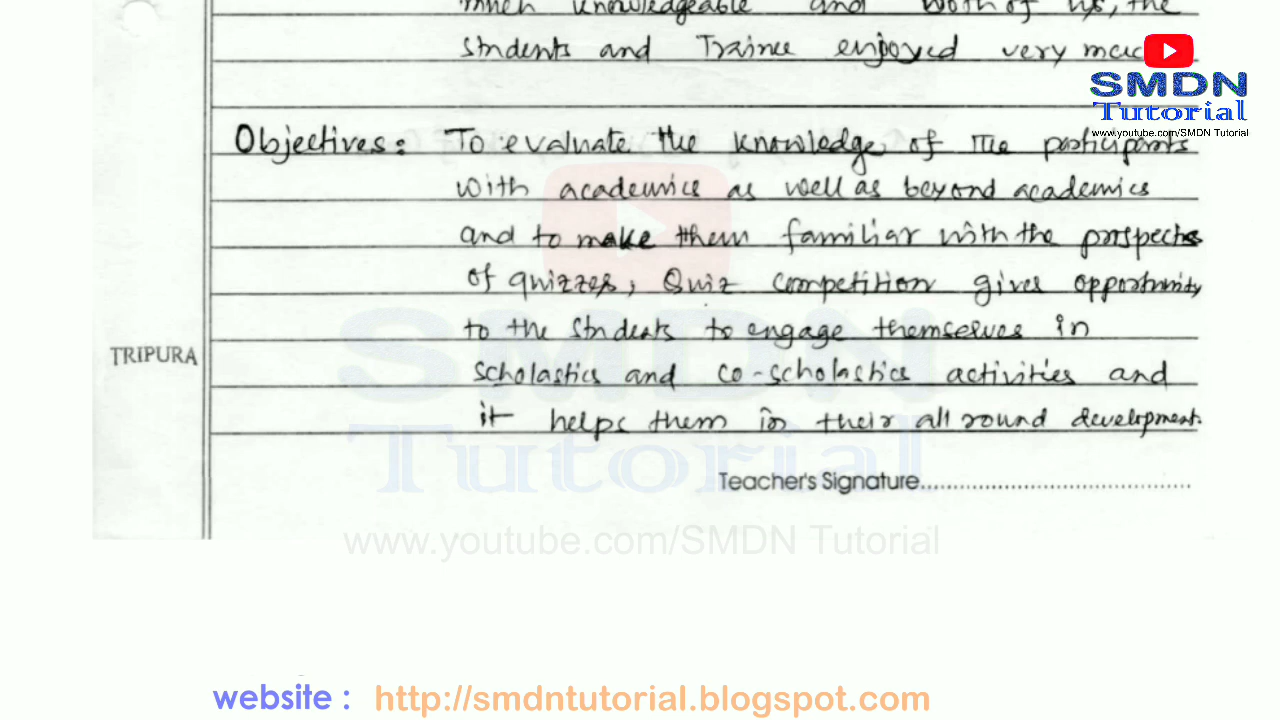 much knowledgeable and both of us, the
students and Trainee enjoyed very
SMDN
Tutorial
www.youtube.com/SMDN Tutorial
Objectives: To evaluate the knowledge of the participants
with academics as well as beyond academics
and to make them familiar with the prospects
of quizzes, Quiz competition gives opportunity
to the students to engage themselves in
TRIPURA
scholastics and co-scholastics activities and
it helps them in their all round development.
SMDN
Tutorial
Teacher's Signature..........................................
www.youtube.com/SMDN Tutorial
website : http://smdntutorial.blogspot.com